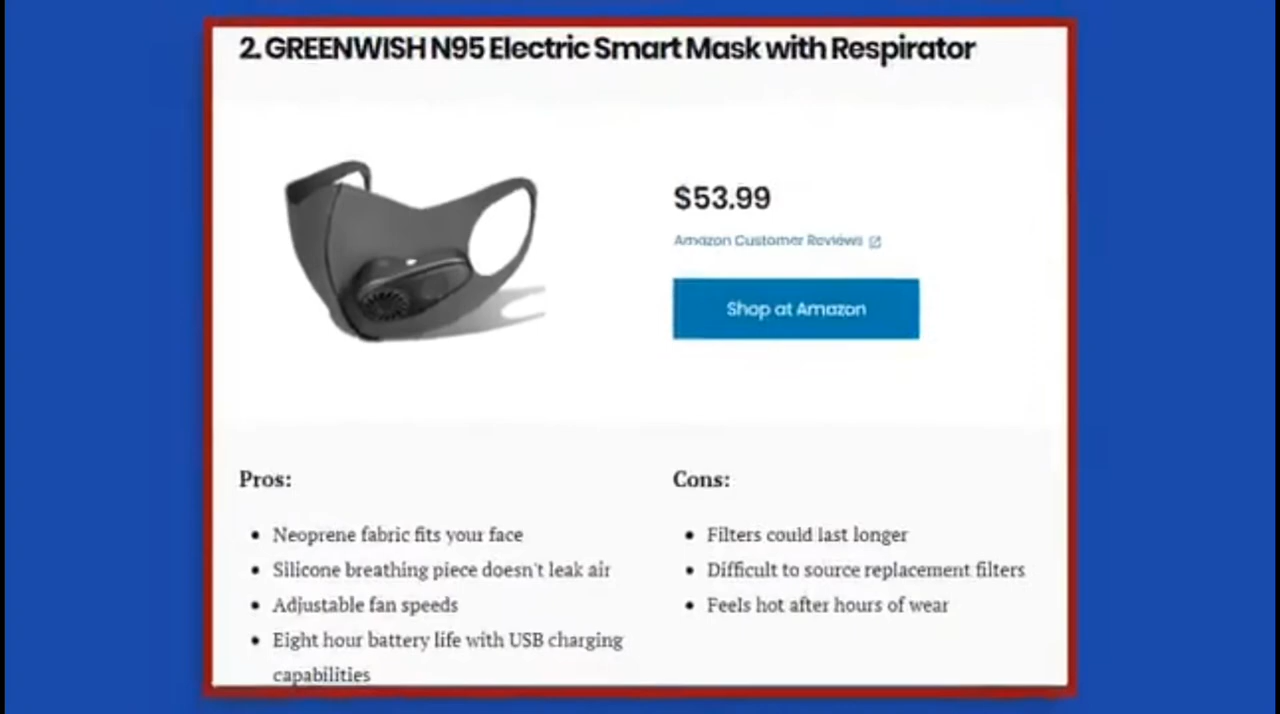 2. GREENWISH N95 Electric Smart Mask with Respirator
$53.99
Amazon Customer Reviews
Shop at Amazon
Pros:
Neoprene fabric fits your face
Silicone breathing piece doesn't leak air
Adjustable fan speeds
Eight hour battery life with USB charging
capabilities
Cons:
Filters could last longer
Difficult to source replacement filters
Feels hot after hours of wear